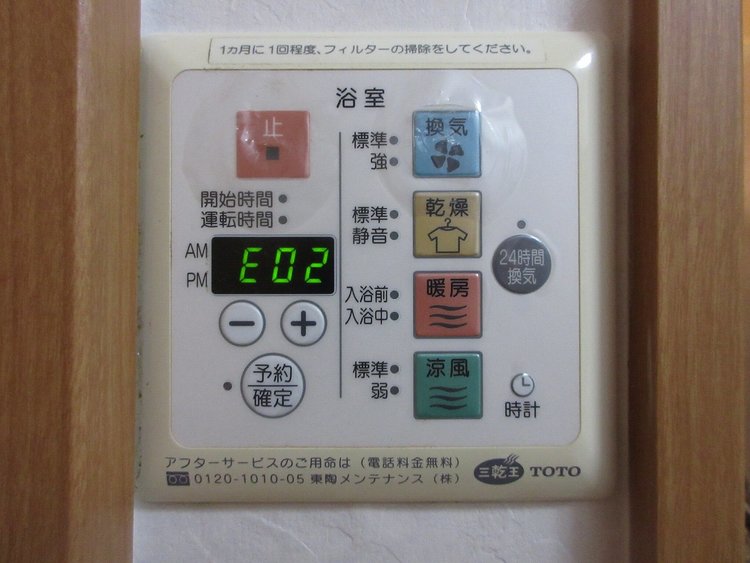 1ヵ月に1回程度、フィルターの掃除をしてください。
浴室
止
開始時間
運転時間
AM
PM
E02
−
+
予約
確定
標準
強
換気
標準
静音
乾燥
入浴前
入浴中
暖房
標準
弱
涼風
24時間
換気
時計
アフターサービスのご用命は（電話料金無料）
0120-1010-05 東陶メンテナンス（株）
三乾王 TOTO